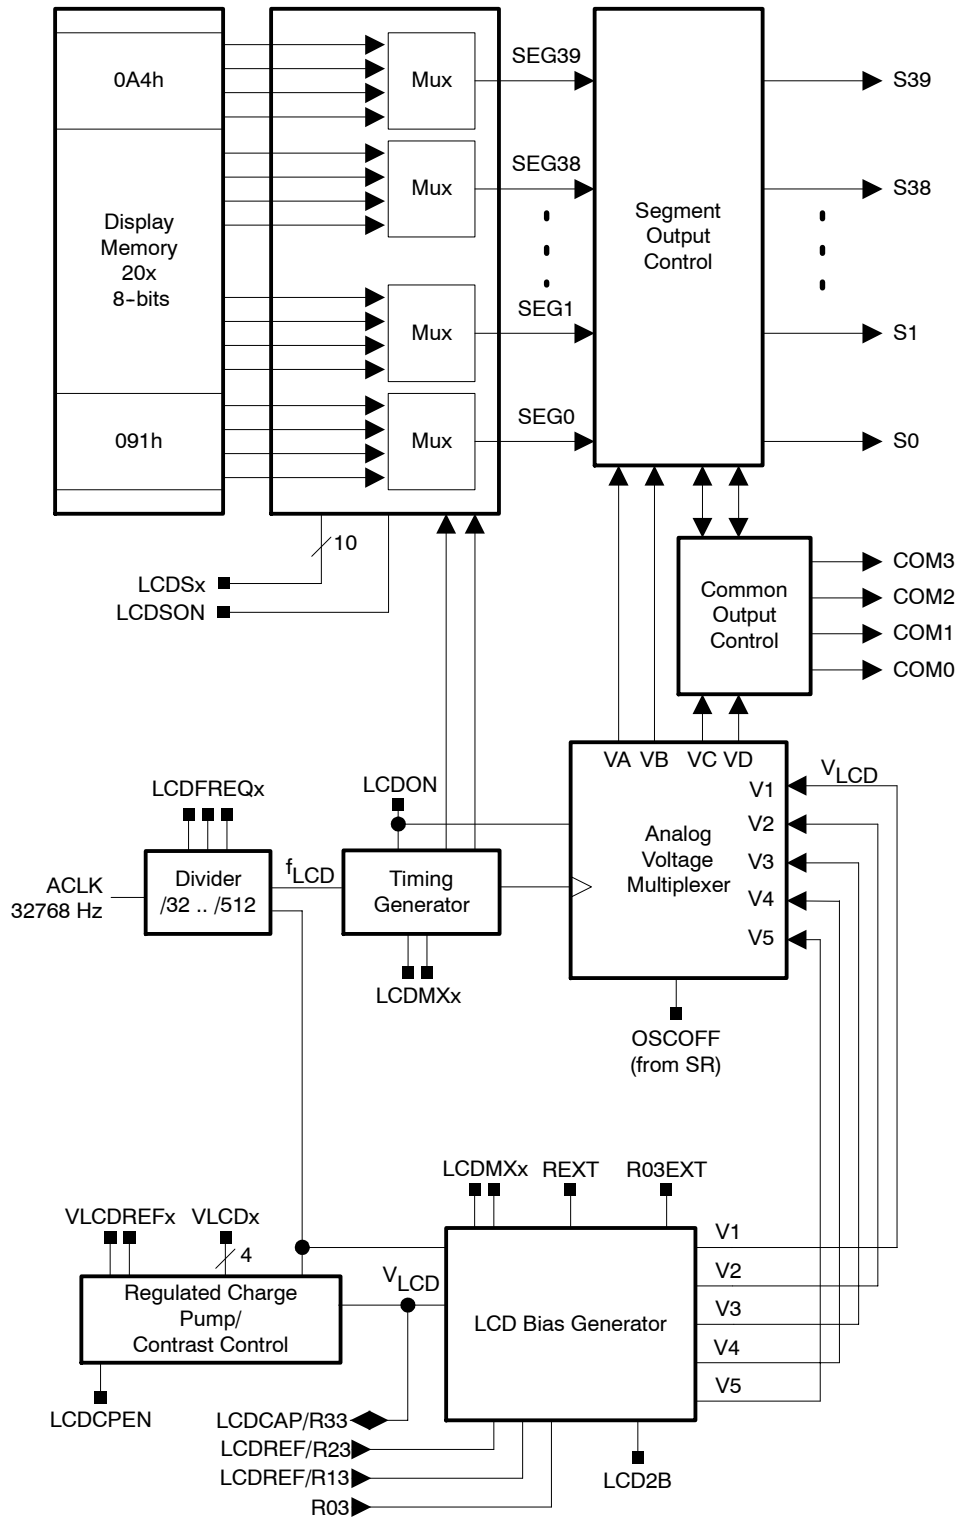 0A4h
Display
Memory
20x
8-bits
091h
Mux
Mux
Mux
Mux
SEG39
SEG38
SEG1
SEG0
Segment
Output
Control
S39
S38
S1
S0
10
LCDSx
LCDSON
Common
Output
Control
COM3
COM2
COM1
COM0
VA VB VC VD
VLCD
V1
V2
V3
V4
V5
Analog
Voltage
Multiplexer
LCDON
LCDFREQx
ACLK
32768 Hz
Divider
/32 .. /512
fLCD
Timing
Generator
LCDMXx
OSCOFF
(from SR)
LCDMXx REXT R03EXT
VLCDREFx VLCDx
4
Regulated Charge
Pump/
Contrast Control
VLCD
LCD Bias Generator
V1
V2
V3
V4
V5
LCDCPEN
LCDCAP/R33
LCDREF/R23
LCDREF/R13
R03
LCD2B